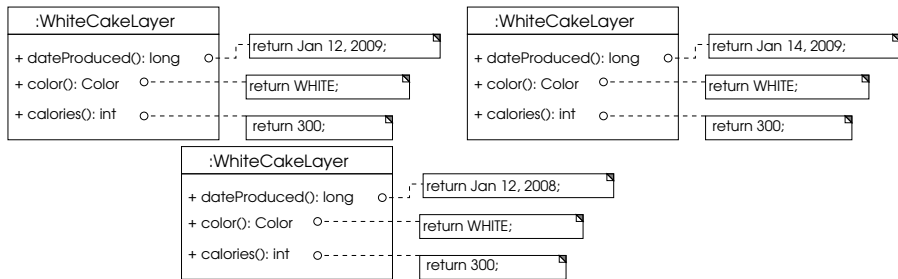 :WhiteCakeLayer
+ dateProduced(): long
return Jan 12, 2009;
+ color(): Color
return WHITE;
+ calories(): int
return 300;
:WhiteCakeLayer
+ dateProduced(): long
return Jan 14, 2009;
+ color(): Color
return WHITE;
+ calories(): int
return 300;
:WhiteCakeLayer
+ dateProduced(): long
return Jan 12, 2008;
+ color(): Color
return WHITE;
+ calories(): int
return 300;